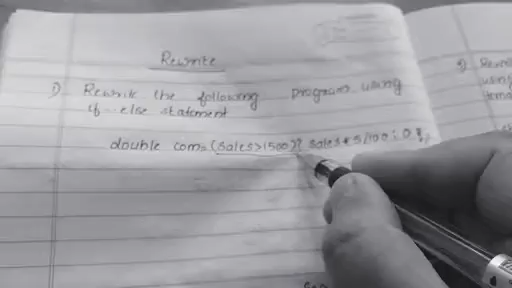 Rewrite
1) Rewrite the following program using
if-else statement
double com=(sales>1500)? sales*5/100:0;